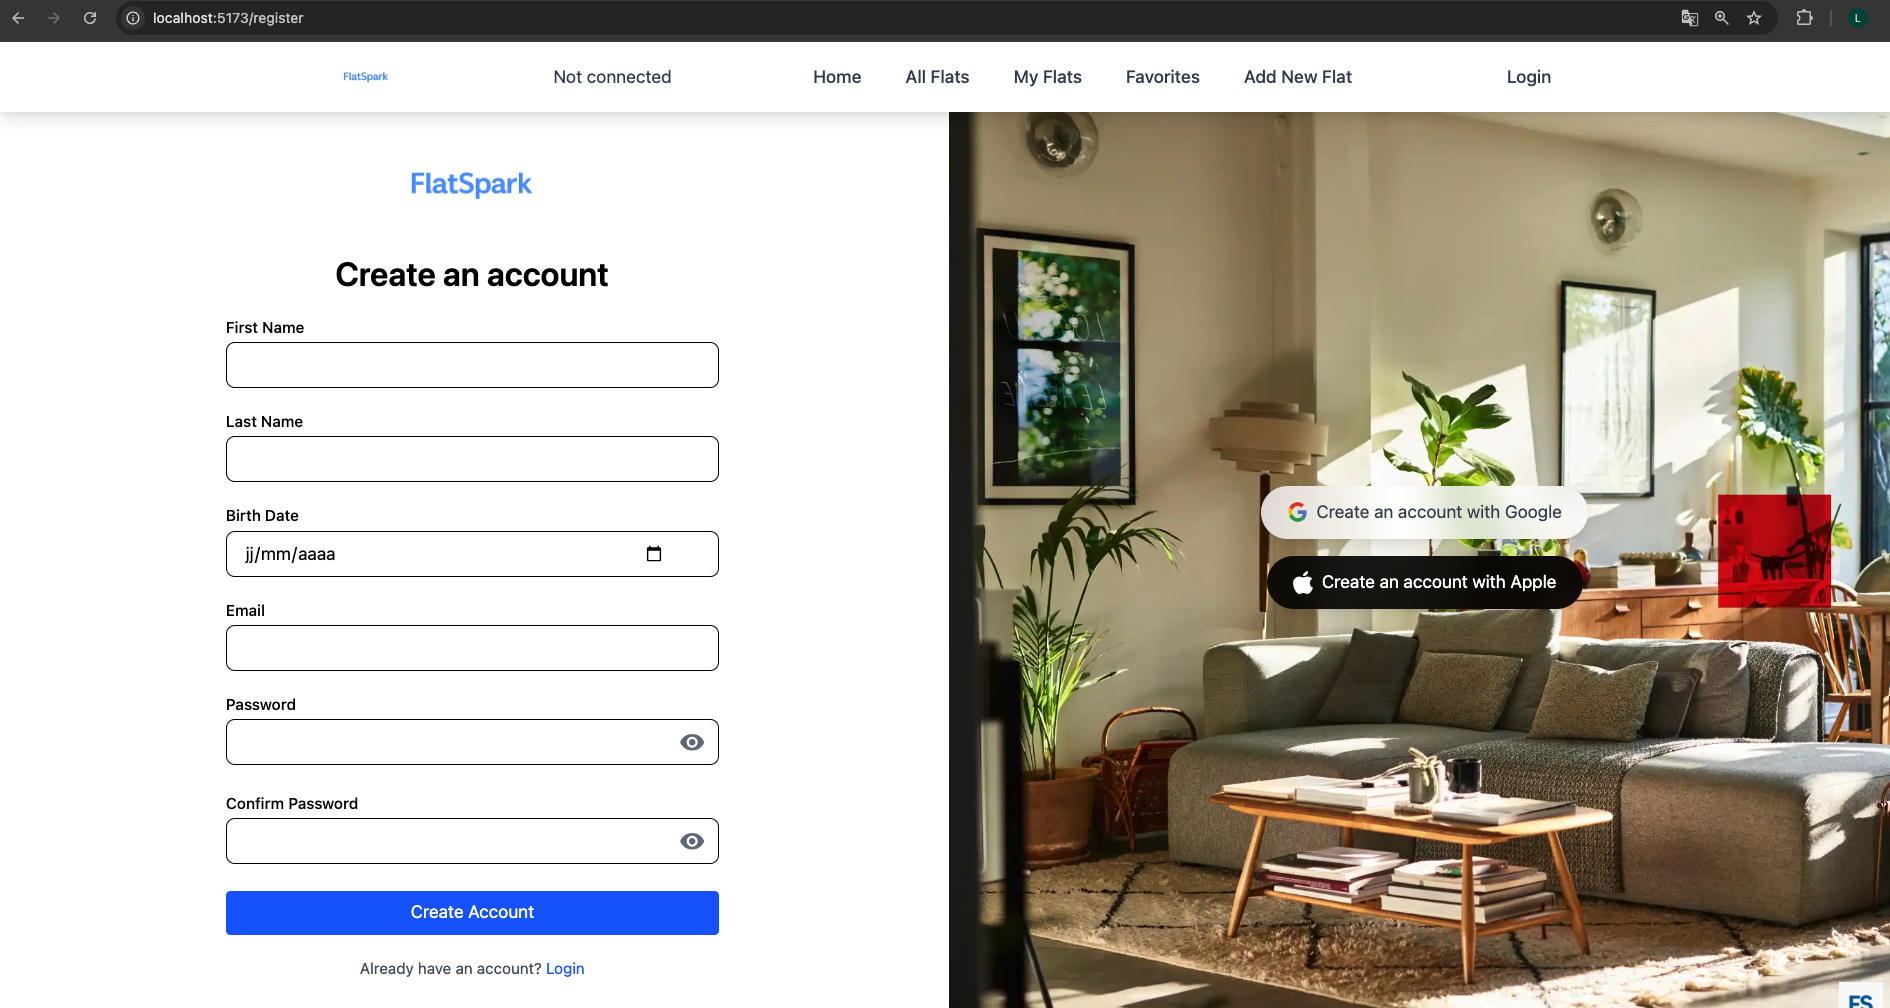 localhost:5173/register
L
FlatSpark
Not connected
Home
All Flats
My Flats
Favorites
Add New Flat
Login
FlatSpark
Create an account
First Name
Last Name
Birth Date
jj/mm/aaaa
Email
Password
Confirm Password
Create Account
Already have an account? Login
Create an account with Google
Create an account with Apple
FS